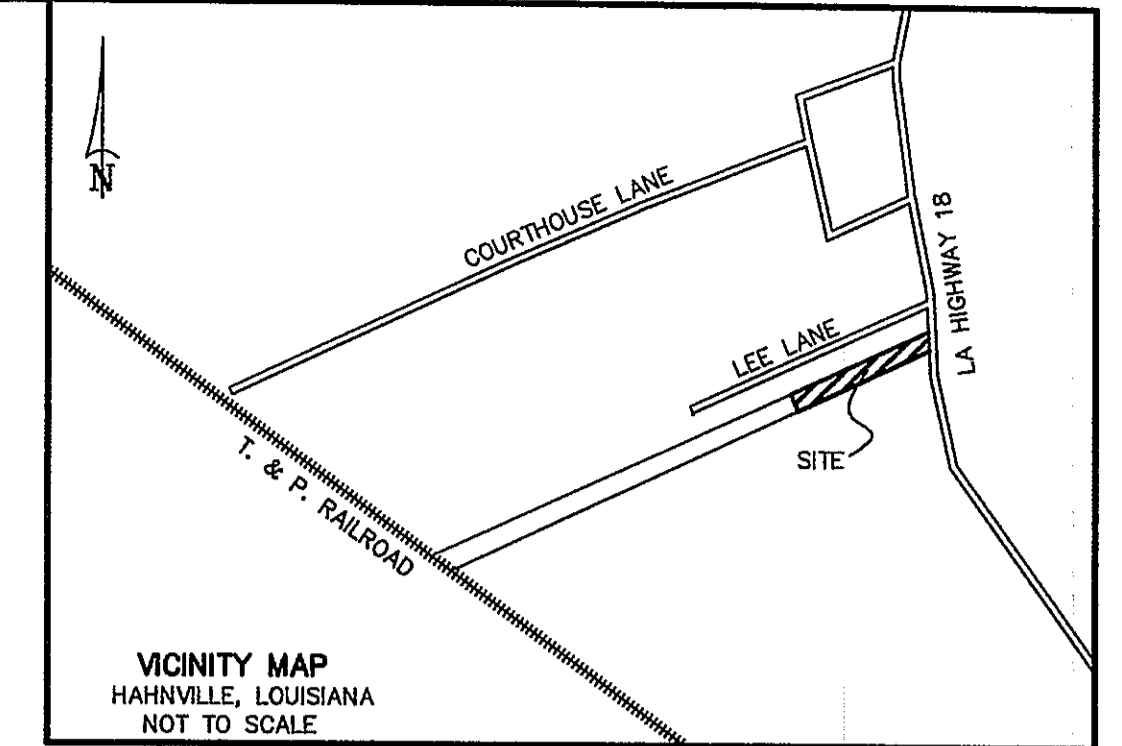 N
COURTHOUSE LANE
LA HIGHWAY 18
LEE LANE
SITE
T. & P. RAILROAD
VICINITY MAP
HAHNVILLE, LOUISIANA
NOT TO SCALE